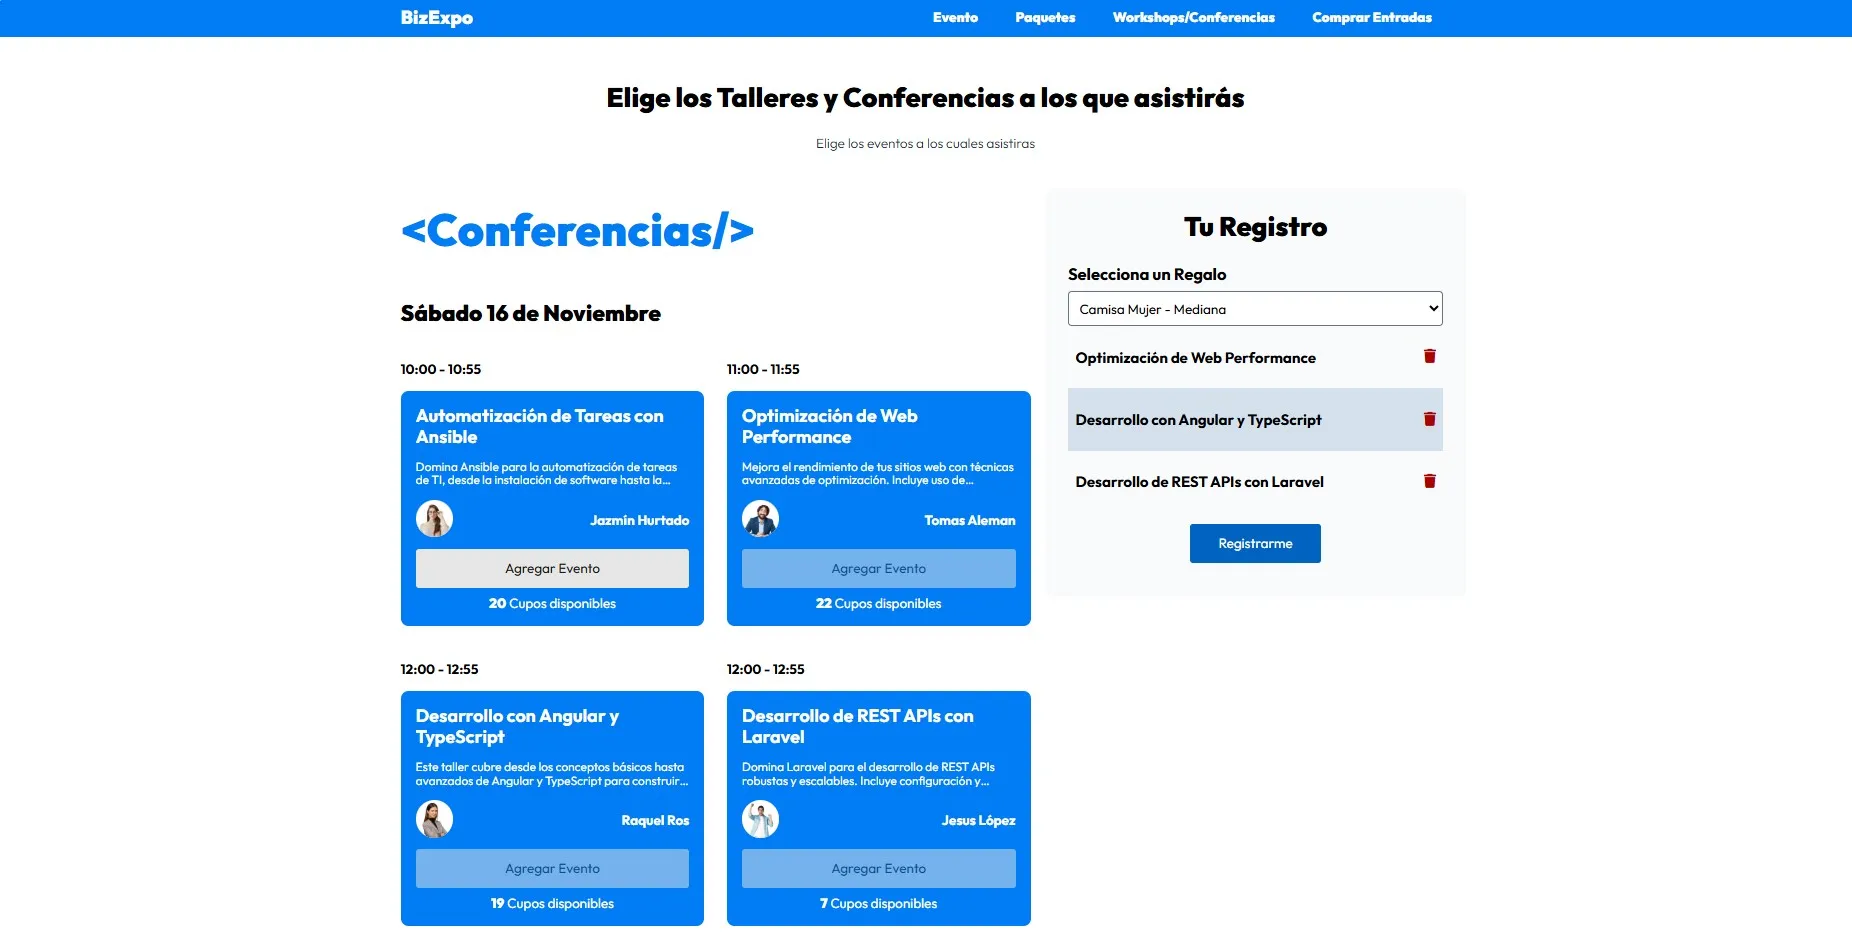 BizExpo
Evento
Paquetes
Workshops/Conferencias
Comprar Entradas
Elige los Talleres y Conferencias a los que asistirás
Elige los eventos a los cuales asistiras
<Conferencias/>
Sábado 16 de Noviembre
10:00 - 10:55
Automatización de Tareas con
Ansible
Domina Ansible para la automatización de tareas
de TI, desde la instalación de software hasta la...
Jazmín Hurtado
Agregar Evento
20 Cupos disponibles
11:00 - 11:55
Optimización de Web
Performance
Mejora el rendimiento de tus sitios web con técnicas
avanzadas de optimización. Incluye uso de...
Tomas Aleman
Agregar Evento
22 Cupos disponibles
12:00 - 12:55
Desarrollo con Angular y
TypeScript
Este taller cubre desde los conceptos básicos hasta
avanzados de Angular y TypeScript para construir...
Raquel Ros
Agregar Evento
19 Cupos disponibles
12:00 - 12:55
Desarrollo de REST APIs con
Laravel
Domina Laravel para el desarrollo de REST APIs
robustas y escalables. Incluye configuración y...
Jesus López
Agregar Evento
7 Cupos disponibles
Tu Registro
Selecciona un Regalo
Camisa Mujer - Mediana
Optimización de Web Performance
Desarrollo con Angular y TypeScript
Desarrollo de REST APIs con Laravel
Registrarme